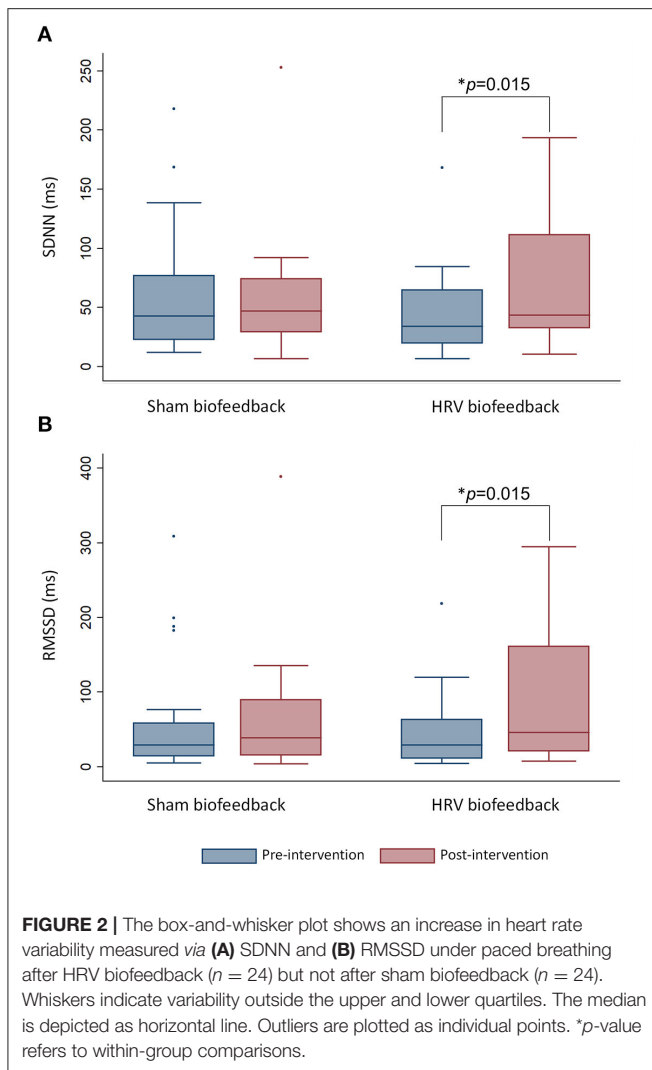 A
250
200
150
100
50
0
SDNN (ms)
*p=0.015
Sham biofeedback
HRV biofeedback
B
400
300
200
100
0
RMSSD (ms)
*p=0.015
Sham biofeedback
HRV biofeedback
Pre-intervention
Post-intervention
FIGURE 2 | The box-and-whisker plot shows an increase in heart rate
variability measured via (A) SDNN and (B) RMSSD under paced breathing
after HRV biofeedback (n = 24) but not after sham biofeedback (n = 24).
Whiskers indicate variability outside the upper and lower quartiles. The median
is depicted as horizontal line. Outliers are plotted as individual points. *p-value
refers to within-group comparisons.